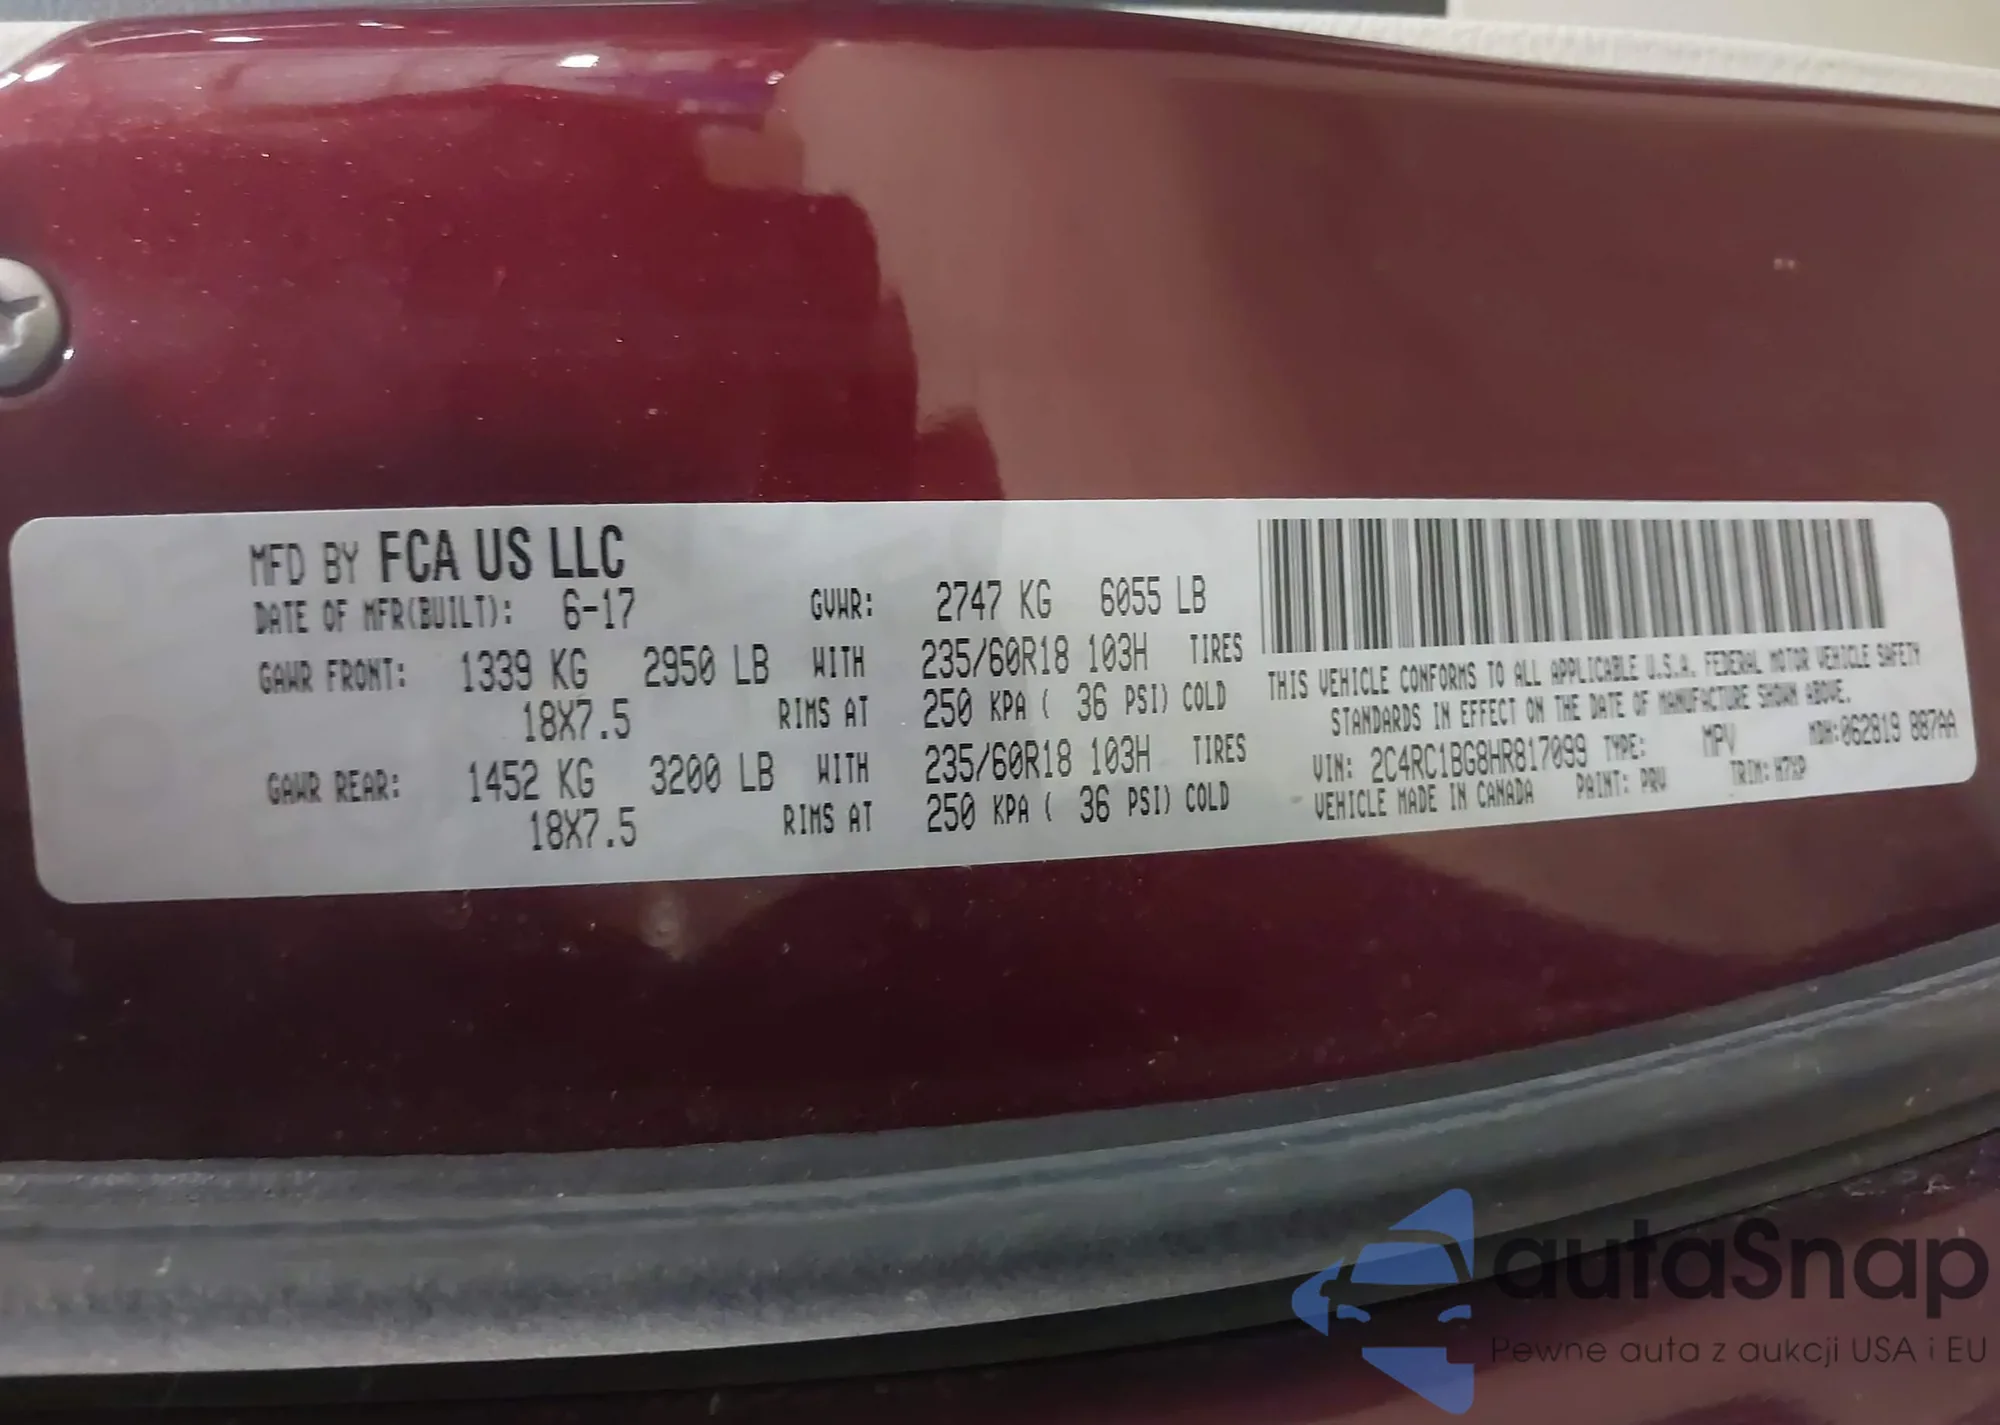 MFD BY FCA US LLC
DATE OF MFR(BUILT): 6-17 GVWR: 2747 KG 6055 LB
GAWR FRONT: 1339 KG 2950 LB WITH 235/60R18 103H TIRES
18X7.5 RIMS AT 250 KPA ( 36 PSI) COLD
GAWR REAR: 1452 KG 3200 LB WITH 235/60R18 103H TIRES
18X7.5 RIMS AT 250 KPA ( 36 PSI) COLD
THIS VEHICLE CONFORMS TO ALL APPLICABLE U.S.A. FEDERAL MOTOR VEHICLE SAFETY
STANDARDS IN EFFECT ON THE DATE OF MANUFACTURE SHOWN ABOVE.
VIN: 2C4RC1BG8HR817099 TYPE: MPV MDH:062819 887AA
VEHICLE MADE IN CANADA PAINT: PRV TRIM:
autaSnap
Pewne auta z aukcji USA i EU